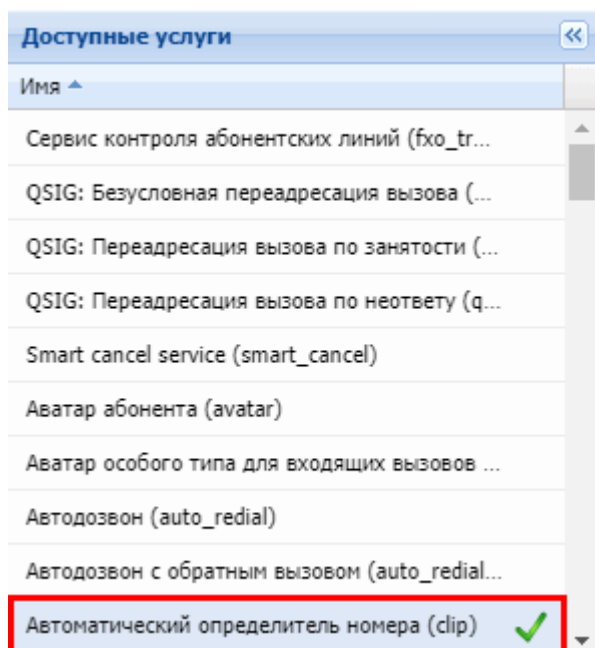 Доступные услуги
Имя
Сервис контроля абонентских линий (fxo_tr...
QSIG: Безусловная переадресация вызова (...
QSIG: Переадресация вызова по занятости (...
QSIG: Переадресация вызова по неответу (q...
Smart cancel service (smart_cancel)
Аватар абонента (avatar)
Аватар особого типа для входящих вызовов ...
Автодозвон (auto_redial)
Автодозвон с обратным вызовом (auto_redial...
Автоматический определитель номера (clip)